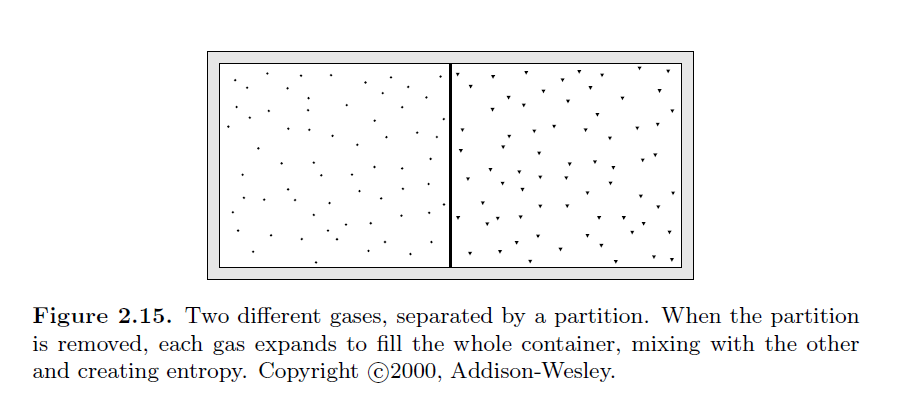 Figure 2.15. Two different gases, separated by a partition. When the partition
is removed, each gas expands to fill the whole container, mixing with the other
and creating entropy. Copyright ©2000, Addison-Wesley.